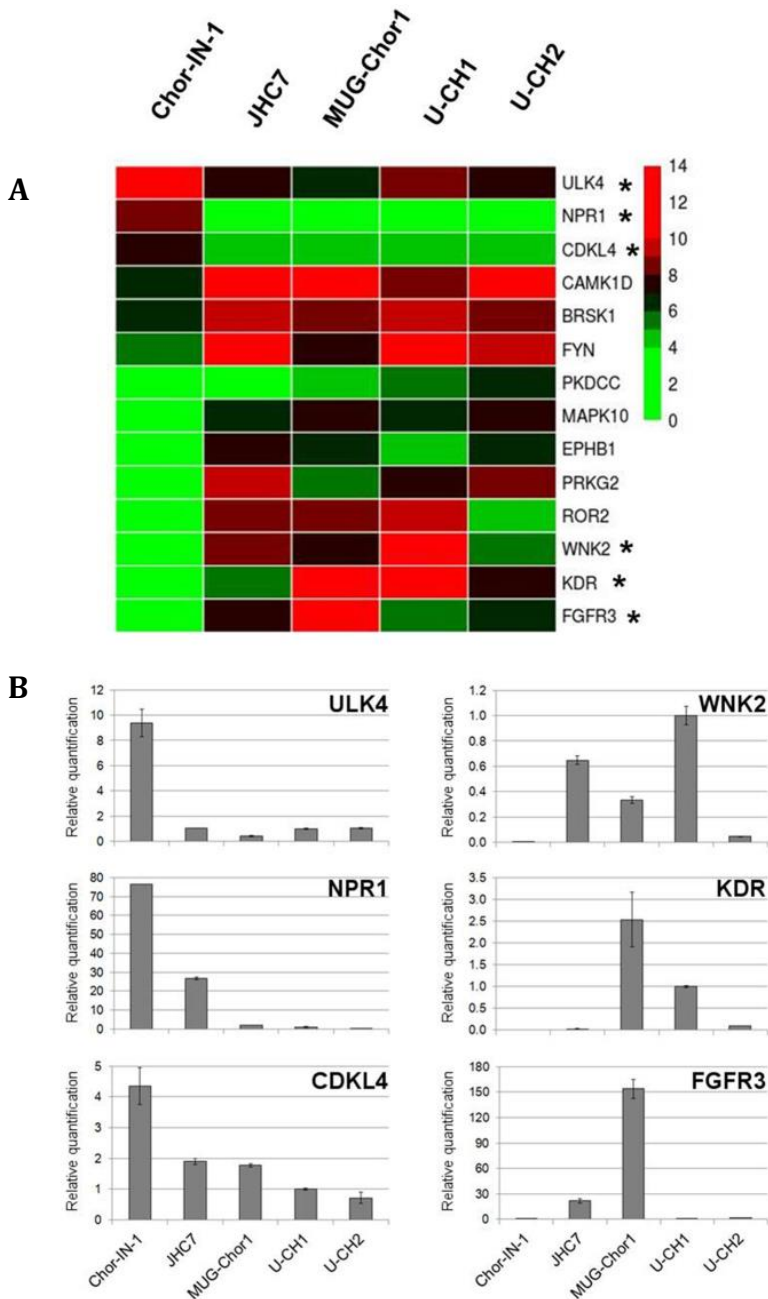 Chor-IN-1 JHC7 MUG-Chor1 U-CH1 U-CH2
A
ULK4 *
NPR1 *
CDKL4 *
CAMK1D
BRSK1
FYN
PKDCC
MAPK10
EPHB1
PRKG2
ROR2
WNK2 *
KDR *
FGFR3 *
14
12
10
8
6
4
2
0
B
ULK4
Relative quantification
12
10
8
6
4
2
0
WNK2
Relative quantification
1.2
1.0
0.8
0.6
0.4
0.2
0.0
NPR1
Relative quantification
80
70
60
50
40
30
20
10
0
KDR
Relative quantification
3.5
3.0
2.5
2.0
1.5
1.0
0.5
0.0
CDKL4
Relative quantification
5
4
3
2
1
0
Chor-IN-1 JHC7 MUG-Chor1 U-CH1 U-CH2
FGFR3
Relative quantification
180
150
120
90
60
30
0
Chor-IN-1 JHC7 MUG-Chor1 U-CH1 U-CH2